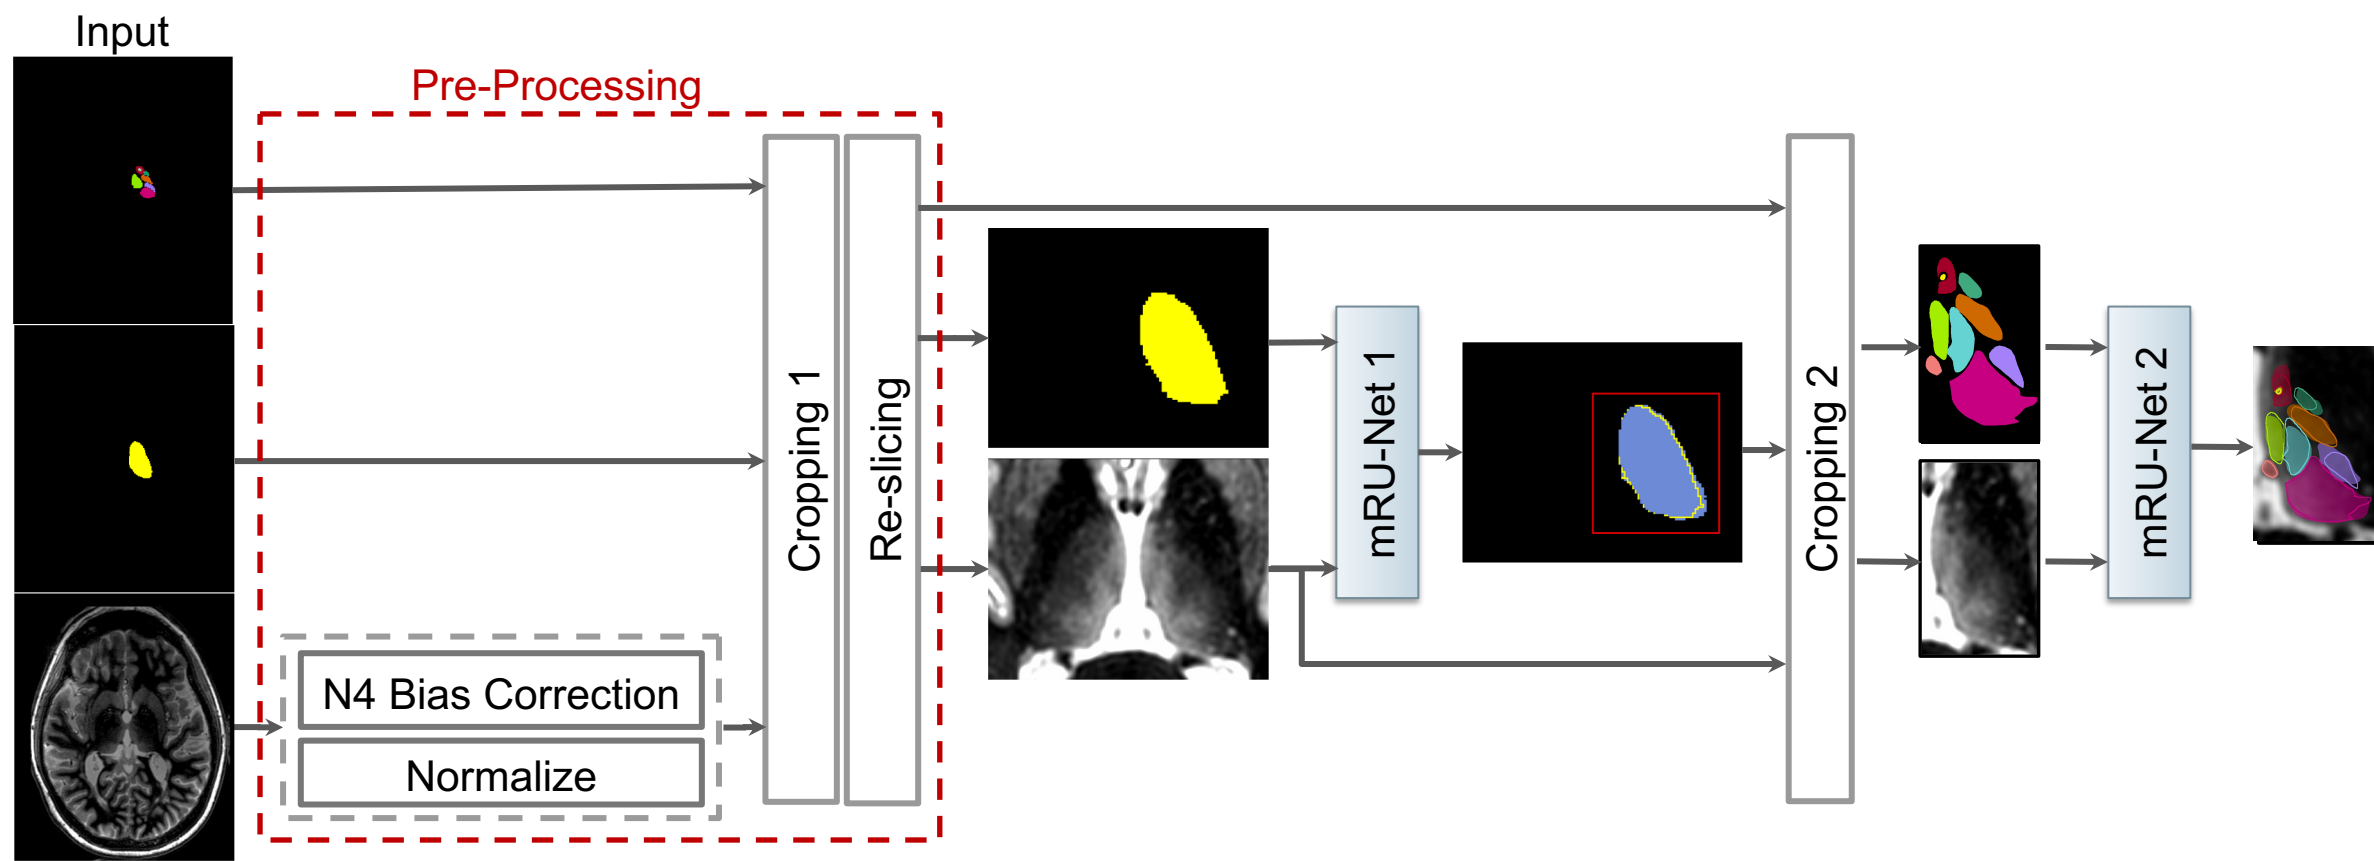 Input
Pre-Processing
N4 Bias Correction
Normalize
Cropping 1
Re-slicing
mRU-Net 1
Cropping 2
mRU-Net 2